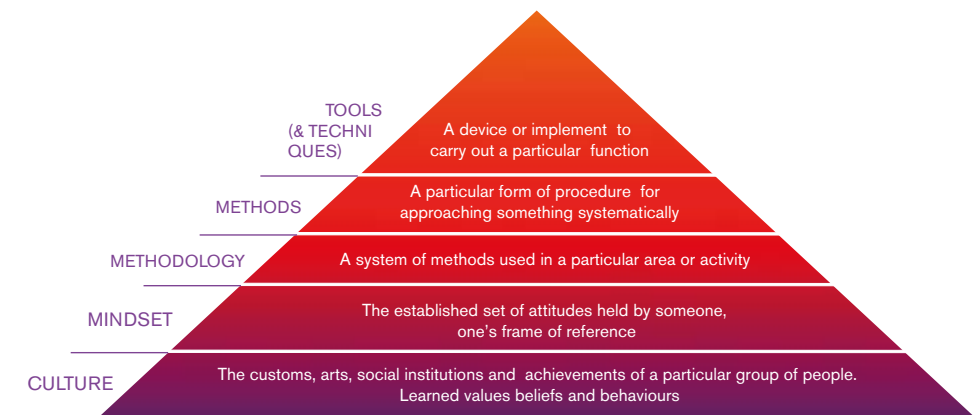 TOOLS
(& TECHNI
QUES)
A device or implement to
carry out a particular function
METHODS
A particular form of procedure for
approaching something systematically
METHODOLOGY
A system of methods used in a particular area or activity
MINDSET
The established set of attitudes held by someone,
one's frame of reference
CULTURE
The customs, arts, social institutions and achievements of a particular group of people.
Learned values beliefs and behaviours